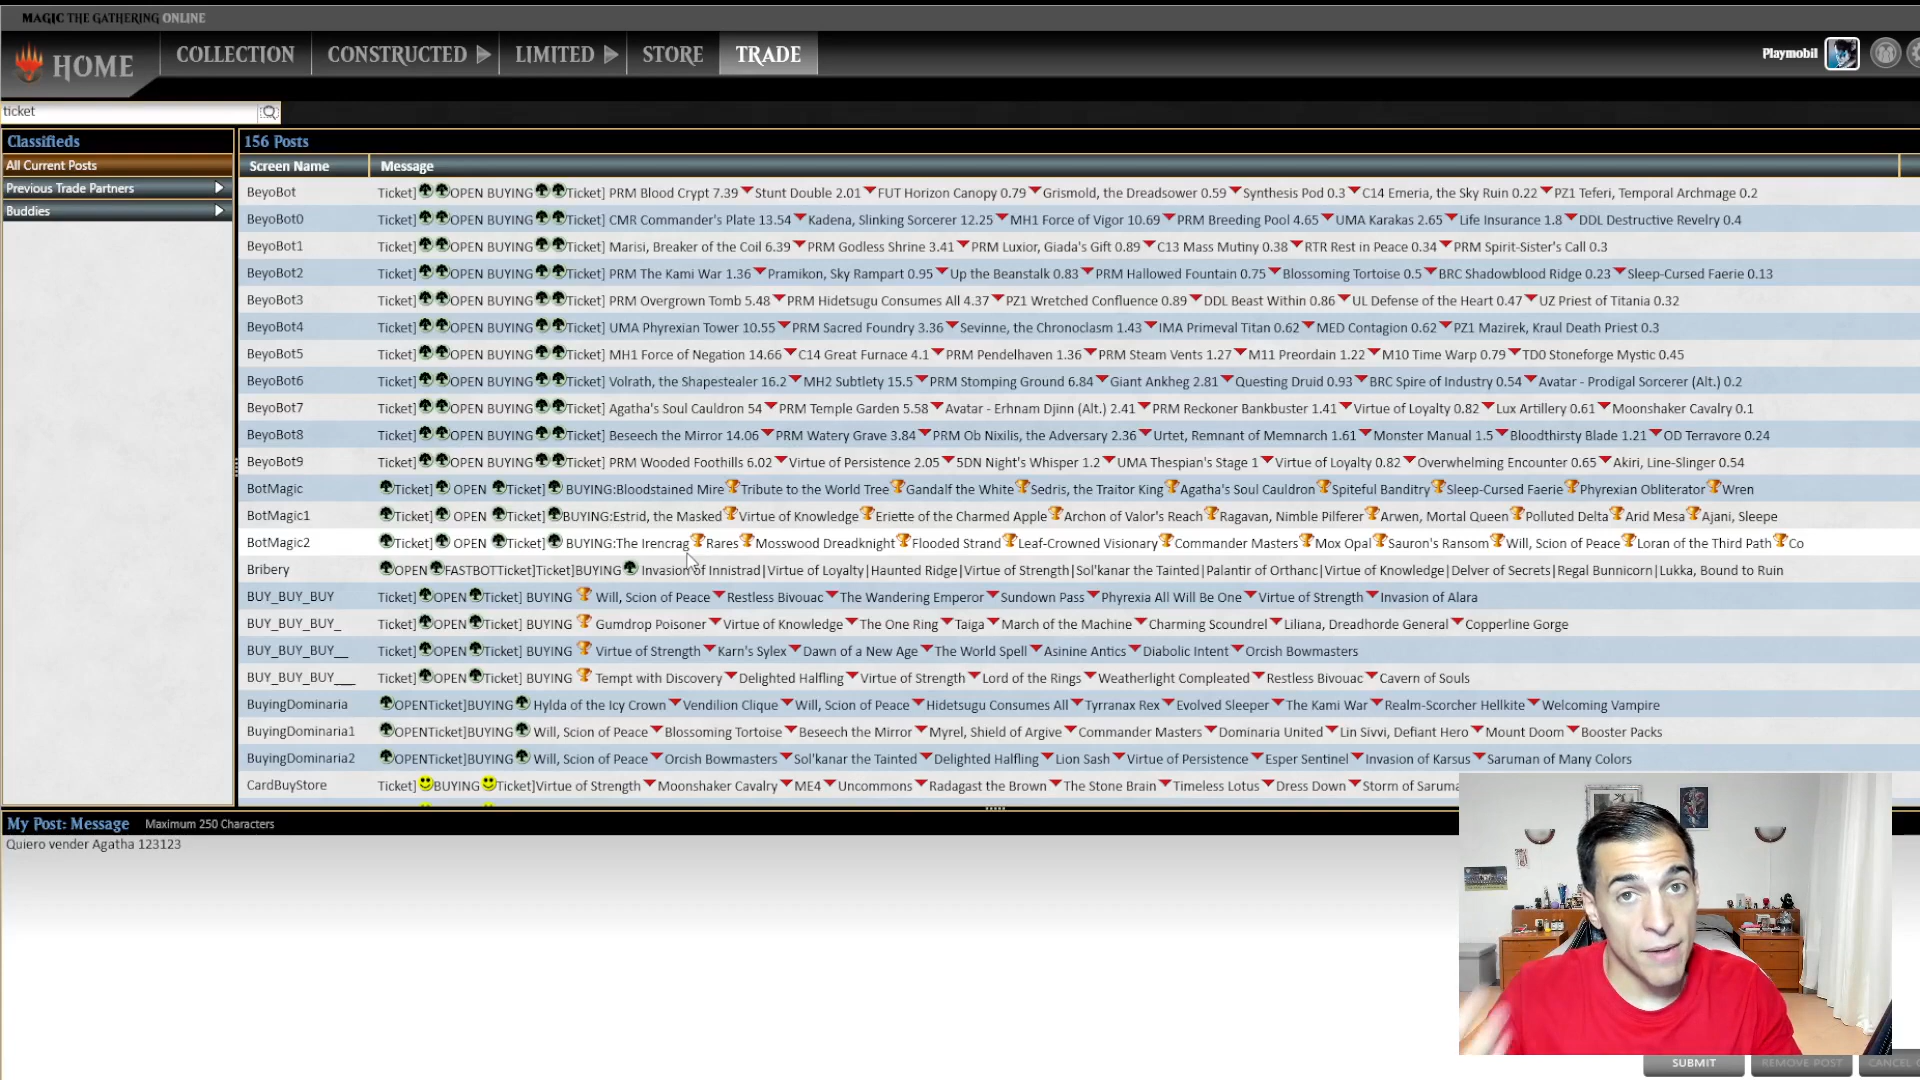 MAGIC THE GATHERING ONLINE
HOME
COLLECTION
CONSTRUCTED
LIMITED
STORE
TRADE
Playmobil
ticket
Classifieds
All Current Posts
Previous Trade Partners
Buddies
156 Posts
Screen Name Message
BeyoBot Ticket] OPEN BUYING Ticket] PRM Blood Crypt 7.39 Stunt Double 2.01 FUT Horizon Canopy 0.79 Grismold, the Dreadsower 0.59 Synthesis Pod 0.3 C14 Emeria, the Sky Ruin 0.22 PZ1 Teferi, Temporal Archmage 0.2
BeyoBot0 Ticket] OPEN BUYING Ticket] CMR Commander's Plate 13.54 Kadena, Slinking Sorcerer 12.25 MH1 Force of Vigor 10.69 PRM Breeding Pool 4.65 UMA Karakas 2.65 Life Insurance 1.8 DDL Destructive Revelry 0.4
BeyoBot1 Ticket] OPEN BUYING Ticket] Marisi, Breaker of the Coil 6.39 PRM Godless Shrine 3.41 PRM Luxior, Giada's Gift 0.89 C13 Mass Mutiny 0.38 RTR Rest in Peace 0.34 PRM Spirit-Sister's Call 0.3
BeyoBot2 Ticket] OPEN BUYING Ticket] PRM The Kami War 1.36 Pramikon, Sky Rampart 0.95 Up the Beanstalk 0.83 PRM Hallowed Fountain 0.75 Blossoming Tortoise 0.5 BRC Shadowblood Ridge 0.23 Sleep-Cursed Faerie 0.13
BeyoBot3 Ticket] OPEN BUYING Ticket] PRM Overgrown Tomb 5.48 PRM Hidetsugu Consumes All 4.37 PZ1 Wretched Confluence 0.89 DDL Beast Within 0.86 UL Defense of the Heart 0.47 UZ Priest of Titania 0.32
BeyoBot4 Ticket] OPEN BUYING Ticket] UMA Phyrexian Tower 10.55 PRM Sacred Foundry 3.36 Sevinne, the Chronoclasm 1.43 IMA Primeval Titan 0.62 MED Contagion 0.62 PZ1 Mazirek, Kraul Death Priest 0.3
BeyoBot5 Ticket] OPEN BUYING Ticket] MH1 Force of Negation 14.66 C14 Great Furnace 4.1 PRM Pendelhaven 1.36 PRM Steam Vents 1.27 M11 Preordain 1.22 M10 Time Warp 0.79 TD0 Stoneforge Mystic 0.45
BeyoBot6 Ticket] OPEN BUYING Ticket] Volrath, the Shapestealer 16.2 MH2 Subtlety 15.5 PRM Stomping Ground 6.84 Giant Ankheg 2.81 Questing Druid 0.93 BRC Spire of Industry 0.54 Avatar - Prodigal Sorcerer (Alt.) 0.2
BeyoBot7 Ticket] OPEN BUYING Ticket] Agatha's Soul Cauldron 54 PRM Temple Garden 5.58 Avatar - Erhnam Djinn (Alt.) 2.41 PRM Reckoner Bankbuster 1.41 Virtue of Loyalty 0.82 Lux Artillery 0.61 Moonshaker Cavalry 0.1
BeyoBot8 Ticket] OPEN BUYING Ticket] Beseech the Mirror 14.06 PRM Watery Grave 3.84 PRM Ob Nixilis, the Adversary 2.36 Urtet, Remnant of Memnarch 1.61 Monster Manual 1.5 Bloodthirsty Blade 1.21 OD Terravore 0.24
BeyoBot9 Ticket] OPEN BUYING Ticket] PRM Wooded Foothills 6.02 Virtue of Persistence 2.05 5DN Night's Whisper 1.2 UMA Thespian's Stage 1 Virtue of Loyalty 0.82 Overwhelming Encounter 0.65 Akiri, Line-Slinger 0.54
BotMagic Ticket] OPEN Ticket] BUYING:Bloodstained Mire Tribute to the World Tree Gandalf the White Sedris, the Traitor King Agatha's Soul Cauldron Spiteful Banditry Sleep-Cursed Faerie Phyrexian Obliterator Wren
BotMagic1 Ticket] OPEN Ticket] BUYING:Estrid, the Masked Virtue of Knowledge Eriette of the Charmed Apple Archon of Valor's Reach Ragavan, Nimble Pilferer Arwen, Mortal Queen Polluted Delta Arid Mesa Ajani, Sleepe
BotMagic2 Ticket] OPEN Ticket] BUYING:The Irencrag Rares Mosswood Dreadknight Flooded Strand Leaf-Crowned Visionary Commander Masters Mox Opal Sauron's Ransom Will, Scion of Peace Loran of the Third Path Co
Bribery OPEN FASTBOTTicket]Ticket]BUYING Invasion of Innistrad|Virtue of Loyalty|Haunted Ridge|Virtue of Strength|Sol'kanar the Tainted|Palantir of Orthanc|Virtue of Knowledge|Delver of Secrets|Regal Bunnicorn|Lukka, Bound to Ruin
BUY_BUY_BUY Ticket] OPEN Ticket] BUYING Will, Scion of Peace Restless Bivouac The Wandering Emperor Sundown Pass Phyrexia All Will Be One Virtue of Strength Invasion of Alara
BUY_BUY_BUY_ Ticket] OPEN Ticket] BUYING Gumdrop Poisoner Virtue of Knowledge The One Ring Taiga March of the Machine Charming Scoundrel Liliana, Dreadhorde General Copperline Gorge
BUY_BUY_BUY__ Ticket] OPEN Ticket] BUYING Virtue of Strength Karn's Sylex Dawn of a New Age The World Spell Asinine Antics Diabolic Intent Orcish Bowmasters
BUY_BUY_BUY___ Ticket] OPEN Ticket] BUYING Tempt with Discovery Delighted Halfling Virtue of Strength Lord of the Rings Weatherlight Compleated Restless Bivouac Cavern of Souls
BuyingDominaria OPENTicket]BUYING Hylda of the Icy Crown Vendilion Clique Will, Scion of Peace Hidetsugu Consumes All Tyrranax Rex Evolved Sleeper The Kami War Realm-Scorcher Hellkite Welcoming Vampire
BuyingDominaria1 OPENTicket]BUYING Will, Scion of Peace Blossoming Tortoise Beseech the Mirror Myrel, Shield of Argive Commander Masters Dominaria United Lin Sivvi, Defiant Hero Mount Doom Booster Packs
BuyingDominaria2 OPENTicket]BUYING Will, Scion of Peace Orcish Bowmasters Sol'kanar the Tainted Delighted Halfling Lion Sash Virtue of Persistence Esper Sentinel Invasion of Karsus Saruman of Many Colors
CardBuyStore Ticket] BUYING Ticket]Virtue of Strength Moonshaker Cavalry ME4 Uncommons Radagast the Brown The Stone Brain Timeless Lotus Dress Down Storm of Saruma
My Post: Message Maximum 250 Characters
Quiero vender Agatha 123123
SUBMIT
REMOVE POST
CANCEL